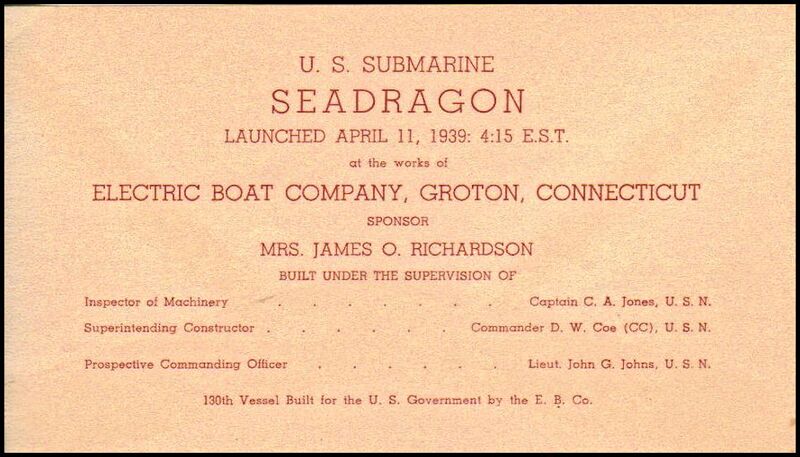 U. S. SUBMARINE
SEADRAGON
LAUNCHED APRIL 11, 1939: 4:15 E.S.T.
at the works of
ELECTRIC BOAT COMPANY, GROTON, CONNECTICUT
SPONSOR
MRS. JAMES O. RICHARDSON
BUILT UNDER THE SUPERVISION OF
Inspector of Machinery . . . . . . . Captain C. A. Jones, U. S. N.
Superintending Constructor . . . . . . Commander D. W. Coe (CC), U. S. N.
Prospective Commanding Officer . . . . . Lieut. John G. Johns, U. S. N.
130th Vessel Built for the U. S. Government by the E. B. Co.